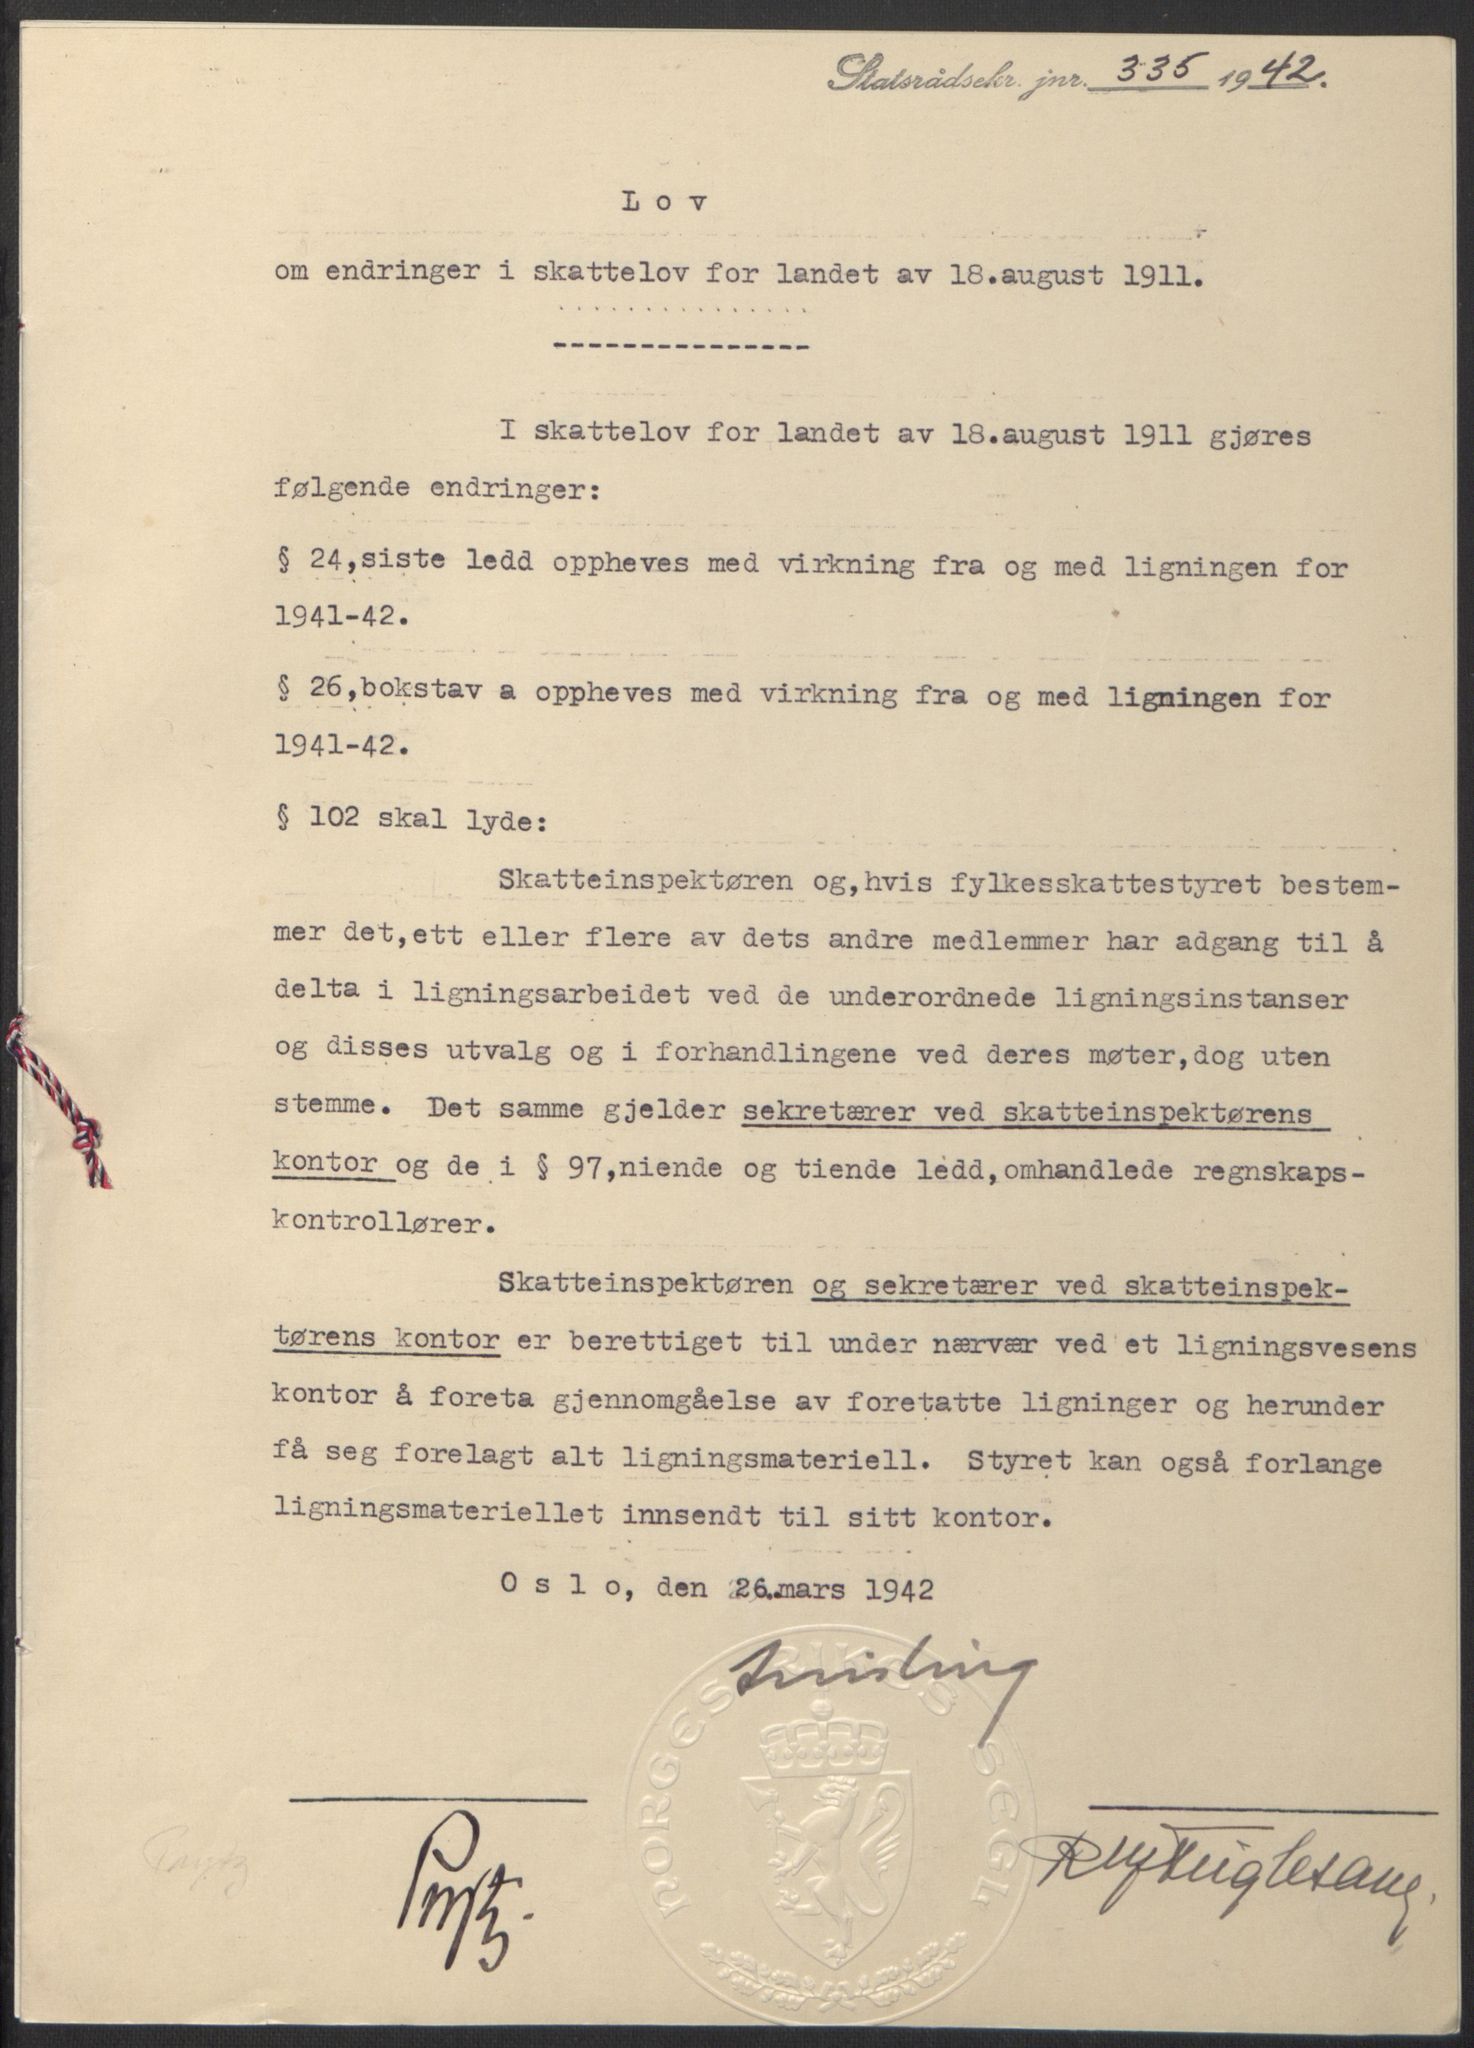 Statsrådsekr. jnr. 335 1942.
Lov
om endringer i skattelov for landet av 18.august 1911.
---------------
I skattelov for landet av 18.august 1911 gjøres
følgende endringer:
§ 24,siste ledd oppheves med virkning fra og med ligningen for
1941-42.
§ 26,bokstav a oppheves med virkning fra og med ligningen for
1941-42.
§ 102 skal lyde:
Skatteinspektøren og,hvis fylkesskattestyret bestem-
mer det,ett eller flere av dets andre medlemmer har adgang til å
delta i ligningsarbeidet ved de underordnede ligningsinstanser
og disses utvalg og i forhandlingene ved deres møter,dog uten
stemme. Det samme gjelder sekretærer ved skatteinspektørens
kontor og de i § 97,niende og tiende ledd,omhandlede regnskaps-
kontrollører.
Skatteinspektøren og sekretærer ved skatteinspek-
tørens kontor er berettiget til under nærvær ved et ligningsvesens
kontor å foreta gjennomgåelse av foretatte ligninger og herunder
få seg forelagt alt ligningsmateriell. Styret kan også forlange
ligningsmateriellet innsendt til sitt kontor.
Oslo, den 26.mars 1942
Quisling
NORGES RIKES SEGL
Prytz
Prytz.
R J Fuglesang.